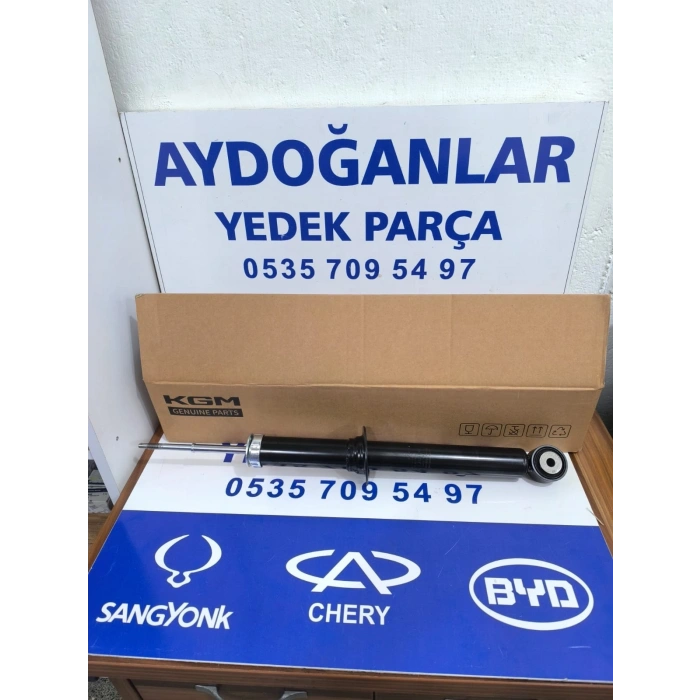 AYDOĞANLAR
YEDEK PARÇA
0535 709 54 97
KGM
GENUINE PARTS
0535 709 54 97
SANGYONK
CHERY
BYD